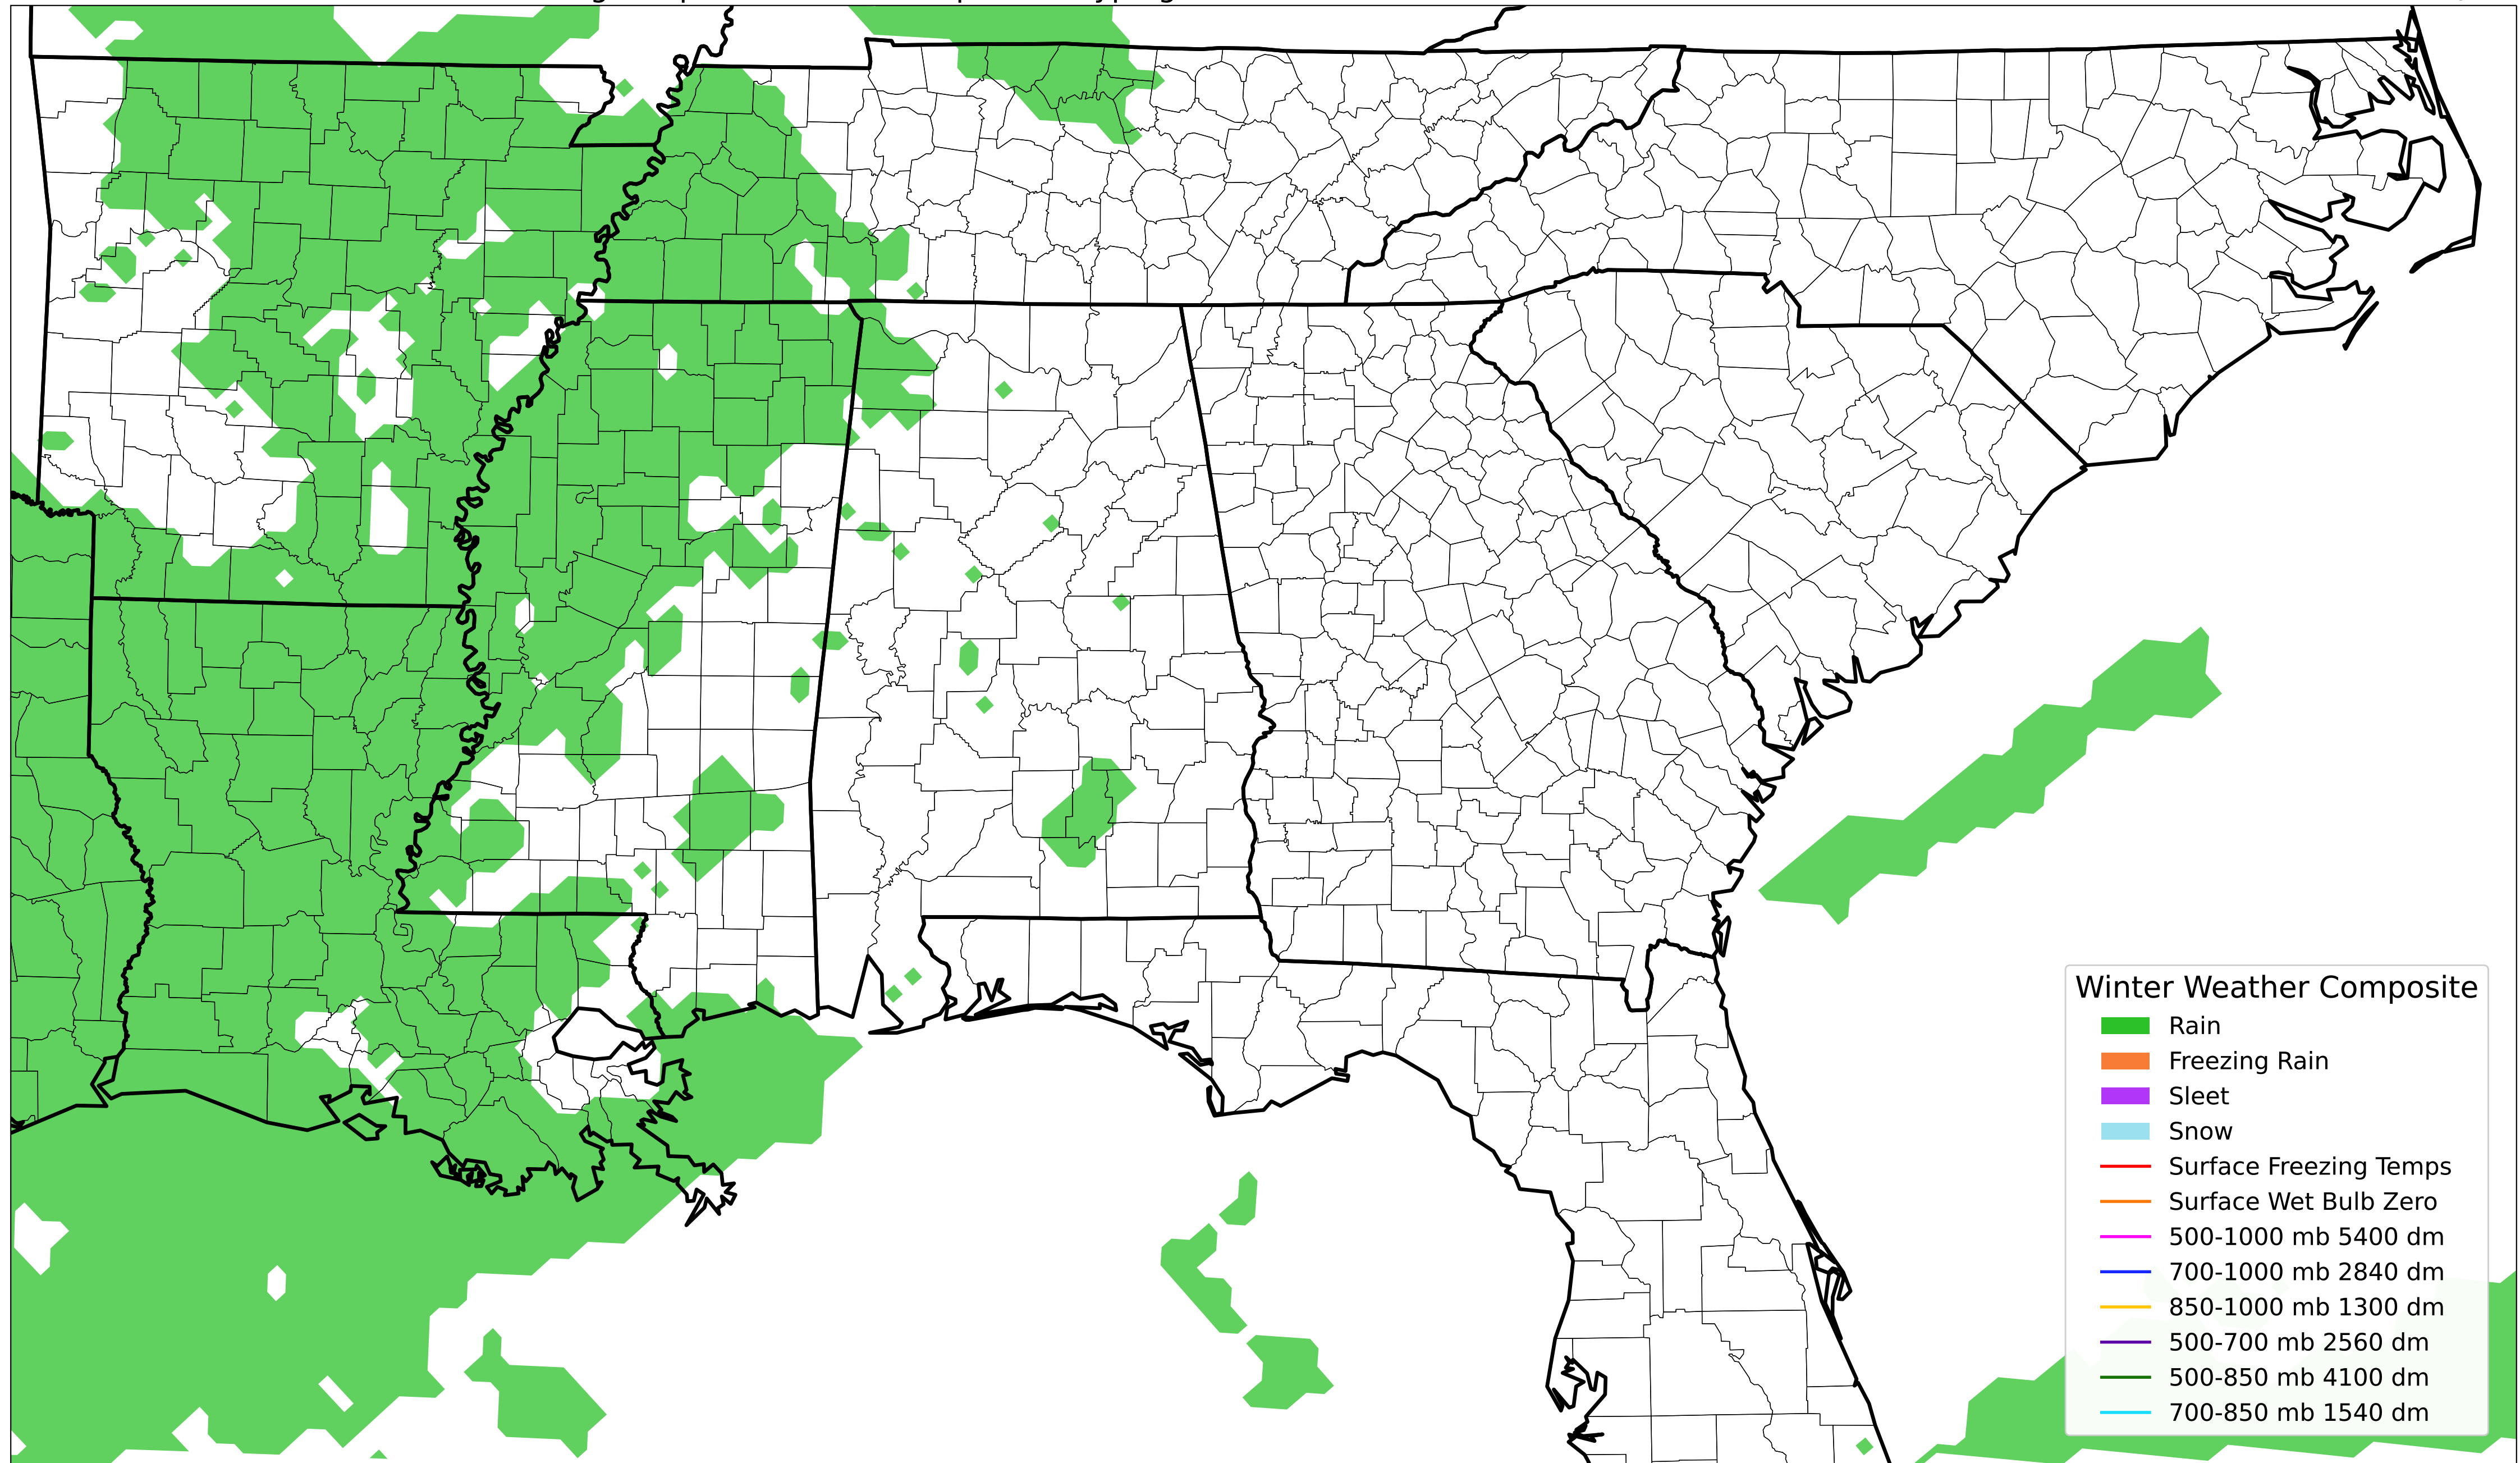 Winter Weather Composite
Rain
Freezing Rain
Sleet
Snow
Surface Freezing Temps
Surface Wet Bulb Zero
500-1000 mb 5400 dm
700-1000 mb 2840 dm
850-1000 mb 1300 dm
500-700 mb 2560 dm
500-850 mb 4100 dm
700-850 mb 1540 dm